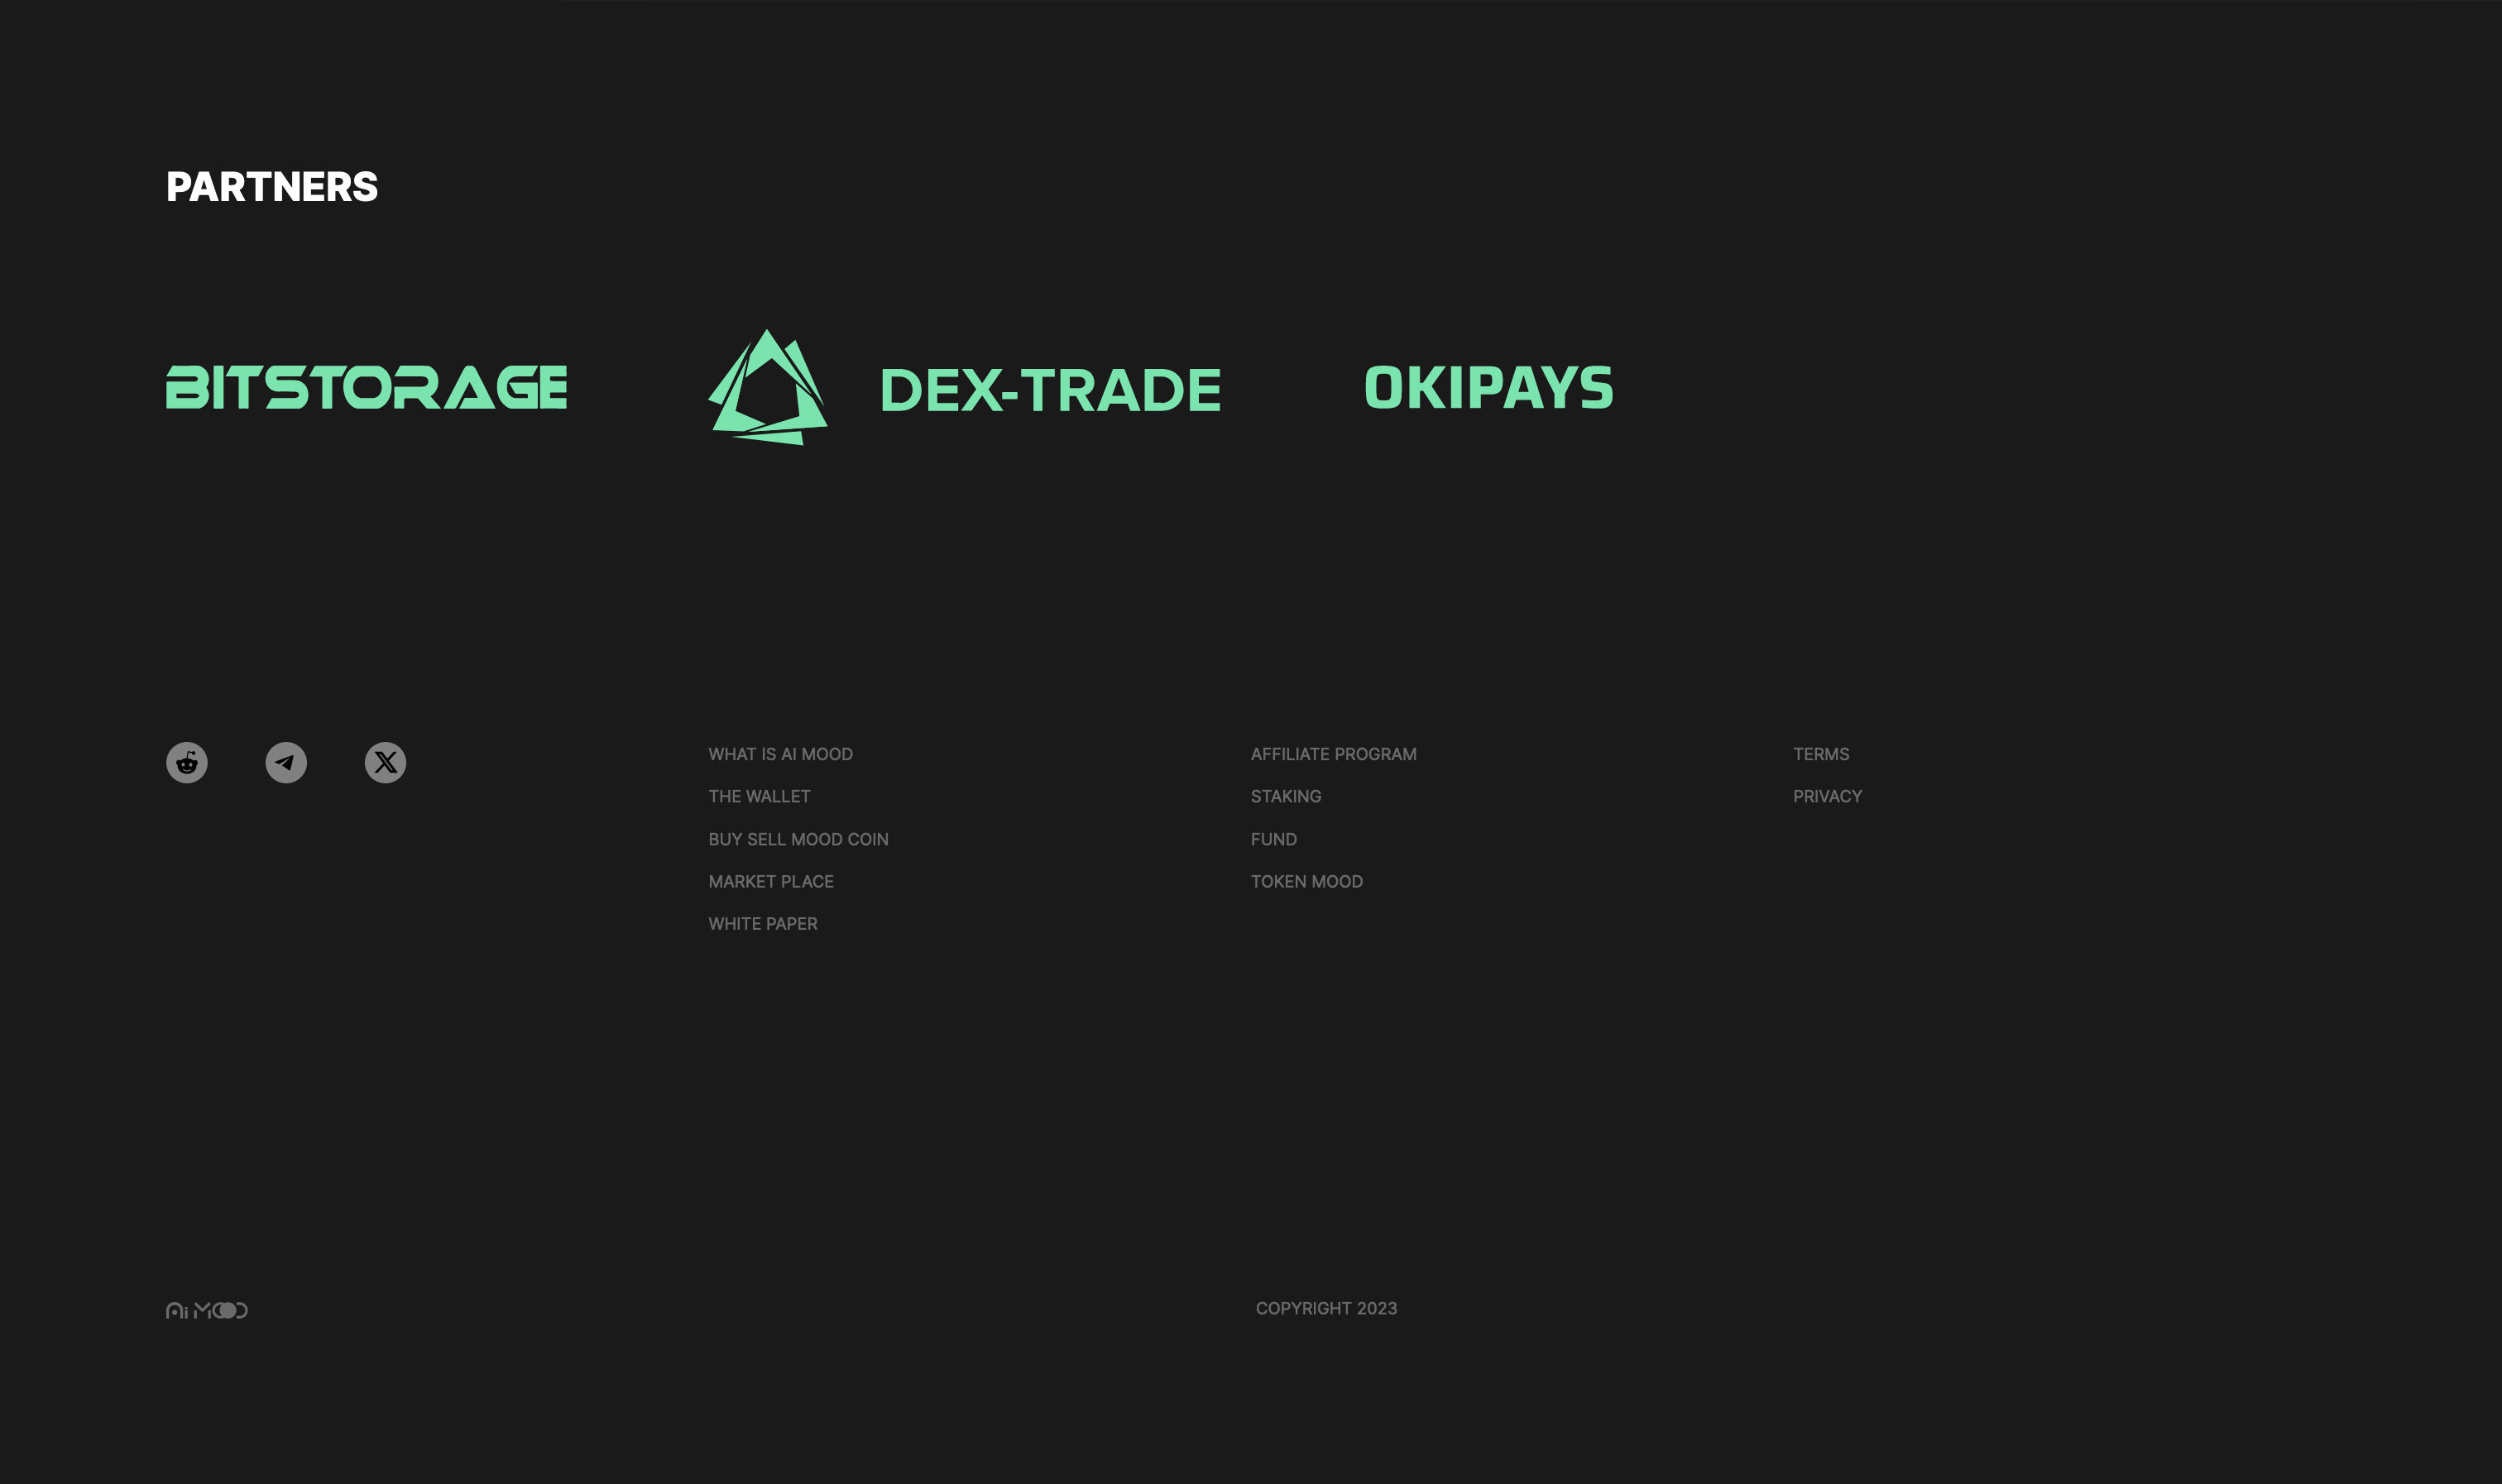 PARTNERS
BITSTORAGE
DEX-TRADE
OKIPAYS
WHAT IS AI MOOD
THE WALLET
BUY SELL MOOD COIN
MARKET PLACE
WHITE PAPER
AFFILIATE PROGRAM
STAKING
FUND
TOKEN MOOD
TERMS
PRIVACY
Ai MOOD
COPYRIGHT 2023